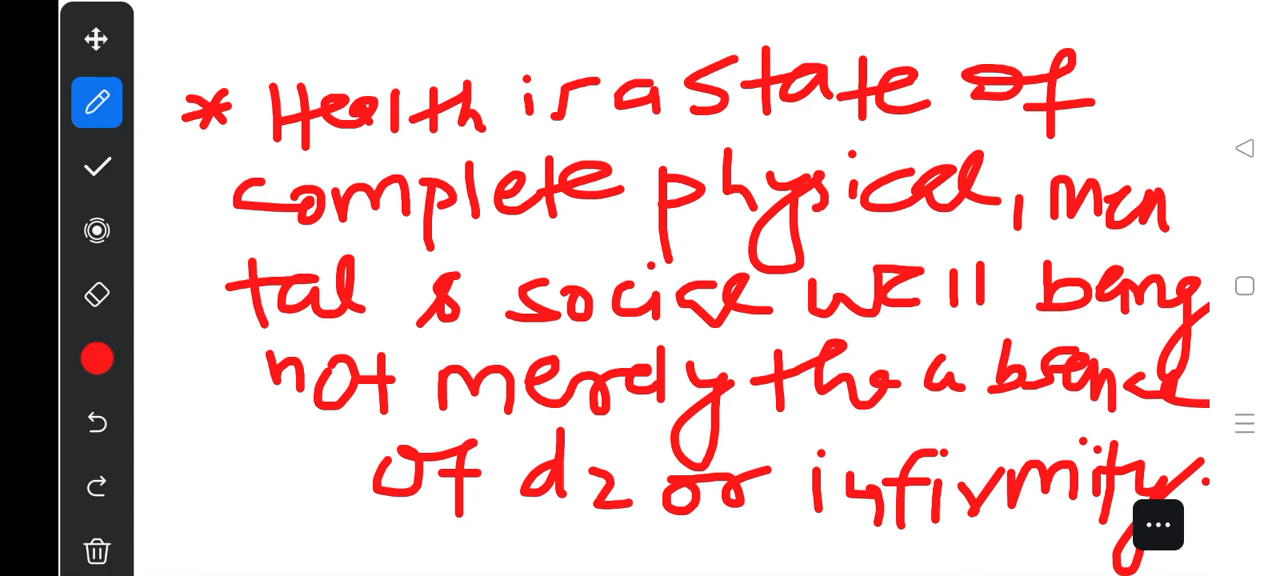 * Health is a state of
complete physical, men
tal & social well being
not merely the absence
of dz or infirmity.